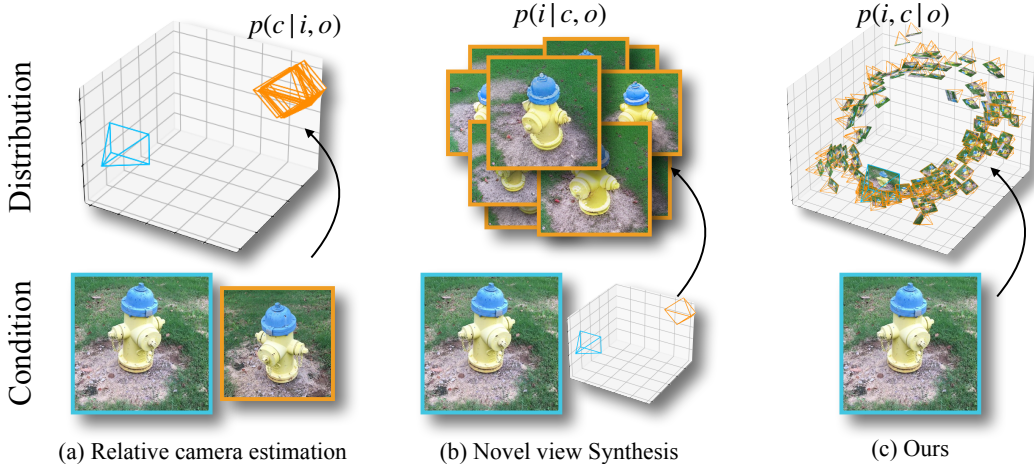 p(c|i, o)
p(i|c, o)
p(i, c|o)
Distribution
Condition
(a) Relative camera estimation
(b) Novel view Synthesis
(c) Ours